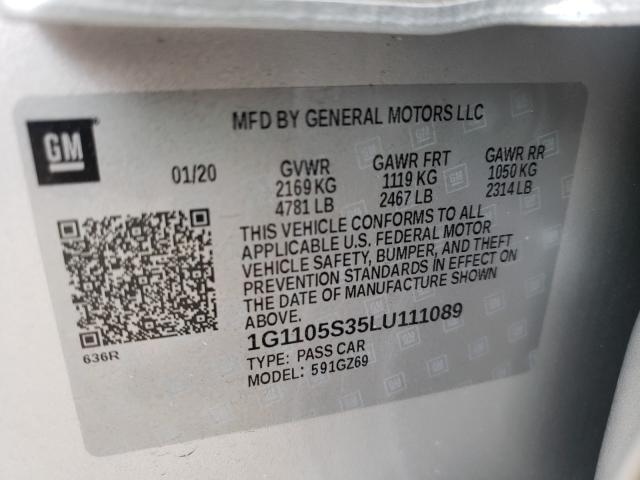 MFD BY GENERAL MOTORS LLC
GM
01/20
GVWR GAWR FRT GAWR RR
2169 KG 1119 KG 1050 KG
4781 LB 2467 LB 2314 LB
THIS VEHICLE CONFORMS TO ALL
APPLICABLE U.S. FEDERAL MOTOR
VEHICLE SAFETY, BUMPER, AND THEFT
PREVENTION STANDARDS IN EFFECT ON
THE DATE OF MANUFACTURE SHOWN
ABOVE.
636R
1G1105S35LU111089
TYPE: PASS CAR
MODEL: 591GZ69